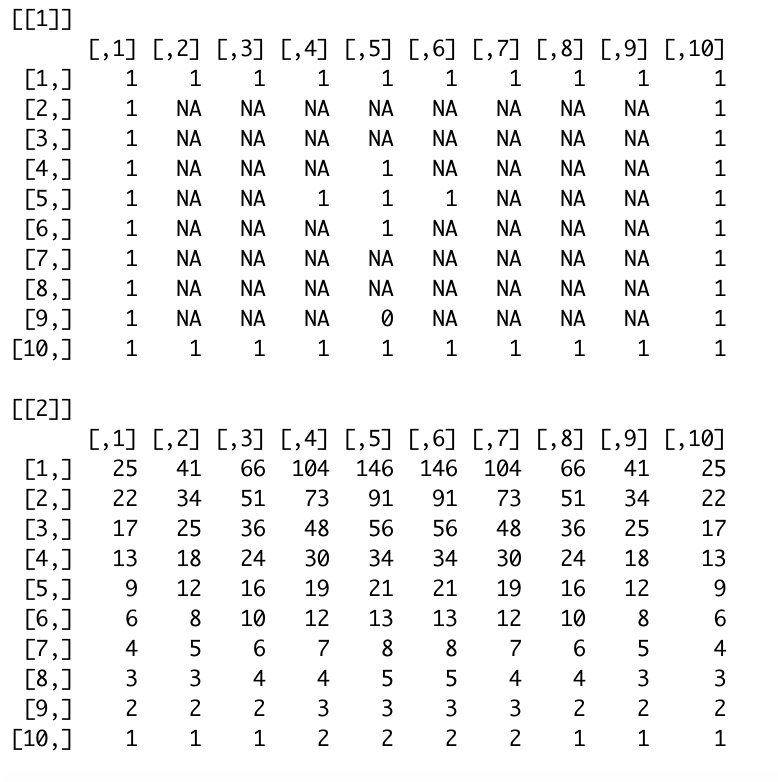 [[1]]
      [,1] [,2] [,3] [,4] [,5] [,6] [,7] [,8] [,9] [,10]
 [1,]    1    1    1    1    1    1    1    1    1     1
 [2,]    1   NA   NA   NA   NA   NA   NA   NA   NA     1
 [3,]    1   NA   NA   NA   NA   NA   NA   NA   NA     1
 [4,]    1   NA   NA   NA    1   NA   NA   NA   NA     1
 [5,]    1   NA   NA    1    1    1   NA   NA   NA     1
 [6,]    1   NA   NA   NA    1   NA   NA   NA   NA     1
 [7,]    1   NA   NA   NA   NA   NA   NA   NA   NA     1
 [8,]    1   NA   NA   NA   NA   NA   NA   NA   NA     1
 [9,]    1   NA   NA   NA    0   NA   NA   NA   NA     1
[10,]    1    1    1    1    1    1    1    1    1     1

[[2]]
      [,1] [,2] [,3] [,4] [,5] [,6] [,7] [,8] [,9] [,10]
 [1,]   25   41   66  104  146  146  104   66   41    25
 [2,]   22   34   51   73   91   91   73   51   34    22
 [3,]   17   25   36   48   56   56   48   36   25    17
 [4,]   13   18   24   30   34   34   30   24   18    13
 [5,]    9   12   16   19   21   21   19   16   12     9
 [6,]    6    8   10   12   13   13   12   10    8     6
 [7,]    4    5    6    7    8    8    7    6    5     4
 [8,]    3    3    4    4    5    5    4    4    3     3
 [9,]    2    2    2    3    3    3    3    2    2     2
[10,]    1    1    1    2    2    2    2    1    1     1